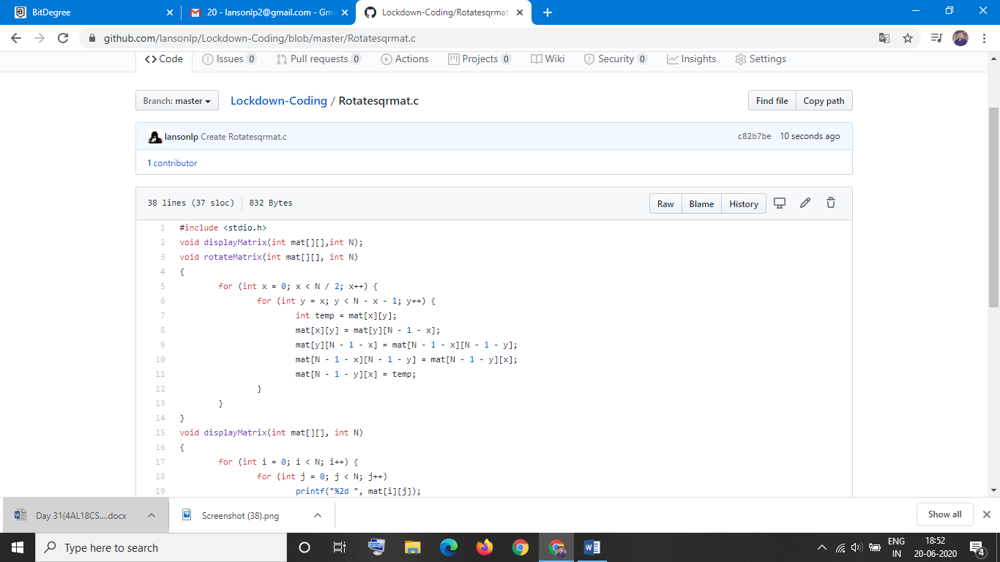 BitDegree
20 - lansonlp2@gmail.com - Gma
Lockdown-Coding/Rotatesqrmat.
github.com/lansonlp/Lockdown-Coding/blob/master/Rotatesqrmat.c
<> Code
Issues 0
Pull requests 0
Actions
Projects 0
Wiki
Security 0
Insights
Settings
Branch: master
Lockdown-Coding / Rotatesqrmat.c
Find file
Copy path
lansonlp Create Rotatesqrmat.c
c82b7be 10 seconds ago
1 contributor
38 lines (37 sloc) 832 Bytes
Raw
Blame
History
1 #include <stdio.h>
2 void displayMatrix(int mat[][],int N);
3 void rotateMatrix(int mat[][], int N)
4 {
5 for (int x = 0; x < N / 2; x++) {
6 for (int y = x; y < N - x - 1; y++) {
7 int temp = mat[x][y];
8 mat[x][y] = mat[y][N - 1 - x];
9 mat[y][N - 1 - x] = mat[N - 1 - x][N - 1 - y];
10 mat[N - 1 - x][N - 1 - y] = mat[N - 1 - y][x];
11 mat[N - 1 - y][x] = temp;
12 }
13 }
14 }
15 void displayMatrix(int mat[][], int N)
16 {
17 for (int i = 0; i < N; i++) {
18 for (int j = 0; j < N; j++)
19 printf("%2d ", mat[i][j]);
Day 31(4AL18CS....docx
Screenshot (38).png
Show all
Type here to search
ENG
IN
18:52
20-06-2020
4